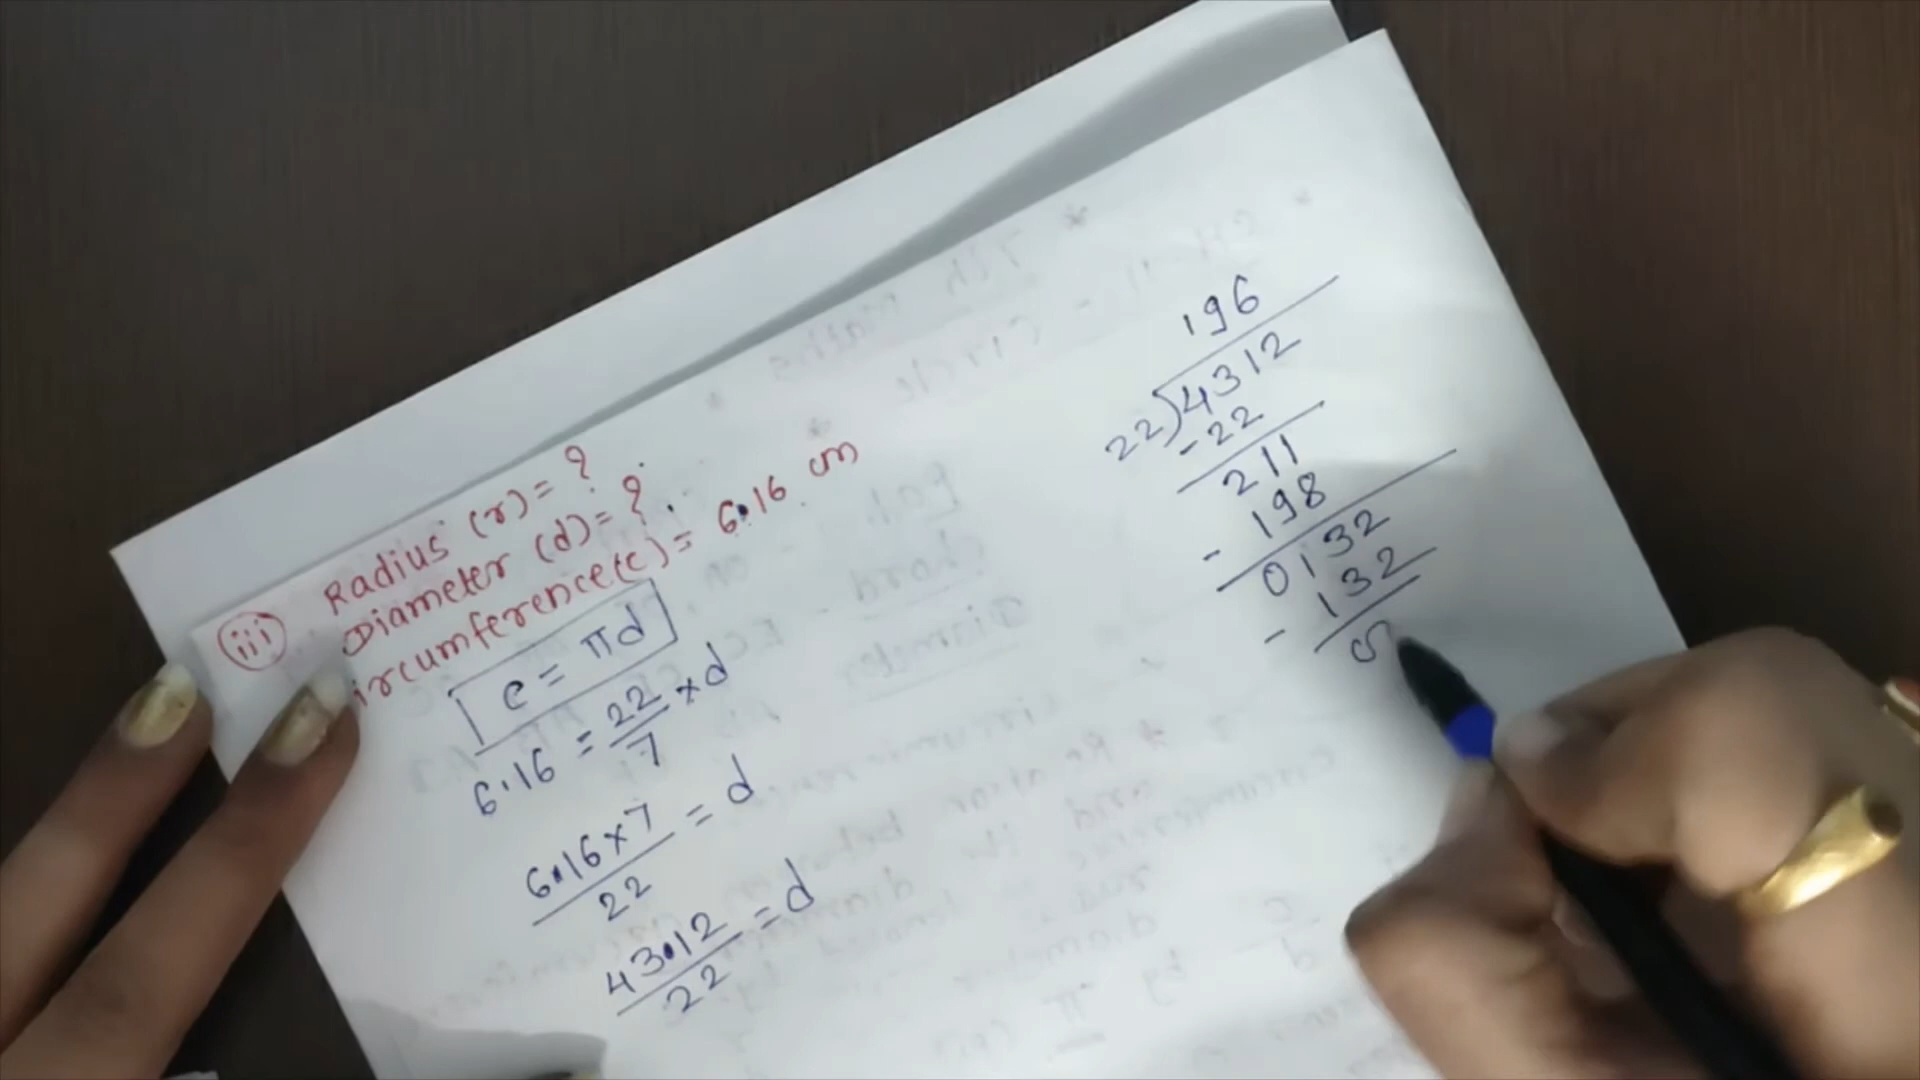 (iii) Radius (r) = ?
Diameter (d) = ?
ircumference(c) = 6.16 cm
c = πd
6.16 = 22/7 × d
6.16×7/22 = d
43.12/22 = d
196
22)4312
-22
211
- 198
0132
- 132
0